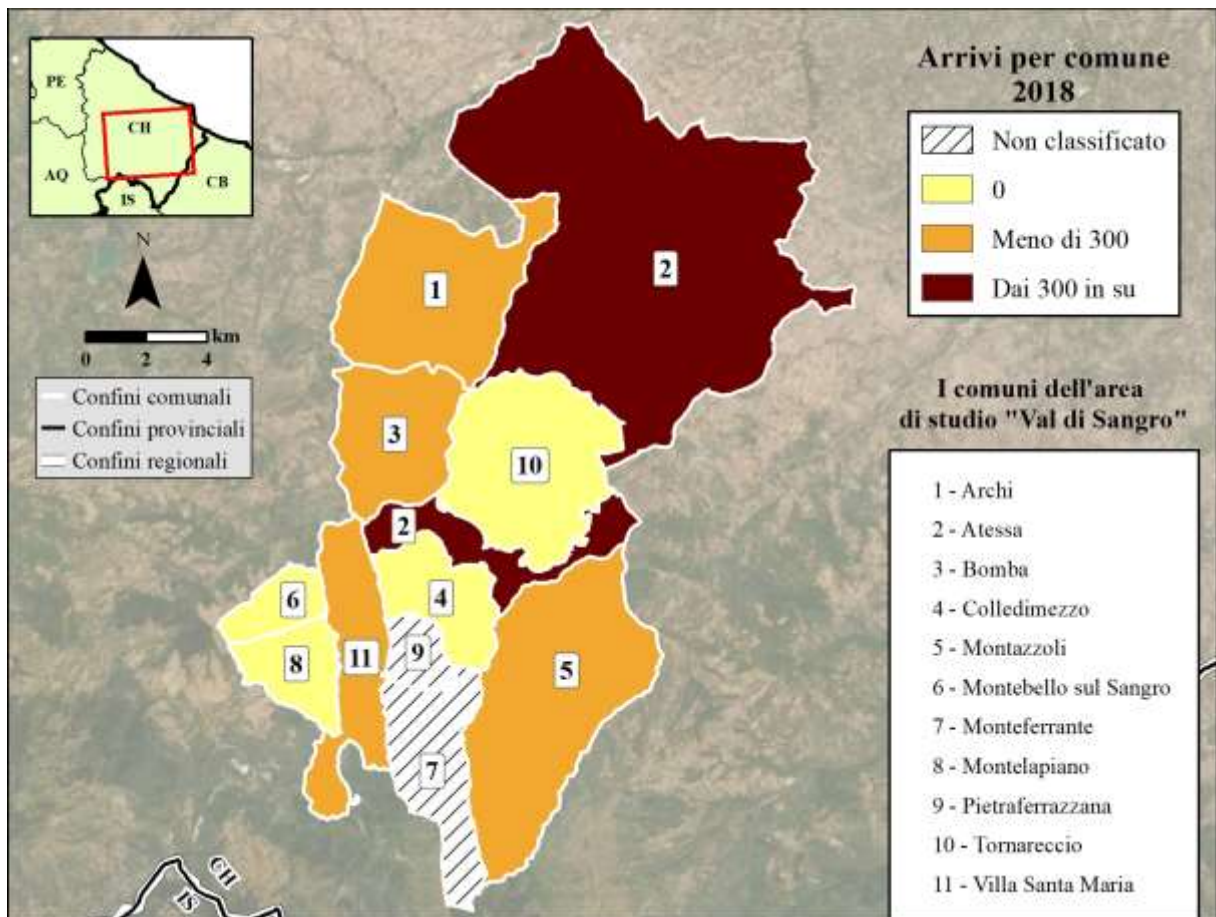 PE
CH
AQ
CB
IS
N
km
0 2 4
Confini comunali
Confini provinciali
Confini regionali
Arrivi per comune
2018
Non classificato
0
Meno di 300
Dai 300 in su
I comuni dell'area
di studio "Val di Sangro"
1 - Archi
2 - Atessa
3 - Bomba
4 - Colledimezzo
5 - Montazzoli
6 - Montebello sul Sangro
7 - Monteferrante
8 - Montelapiano
9 - Pietraferrazzana
10 - Tornareccio
11 - Villa Santa Maria
1
2
3
10
2
6
4
8
11
9
5
7
CH
IS